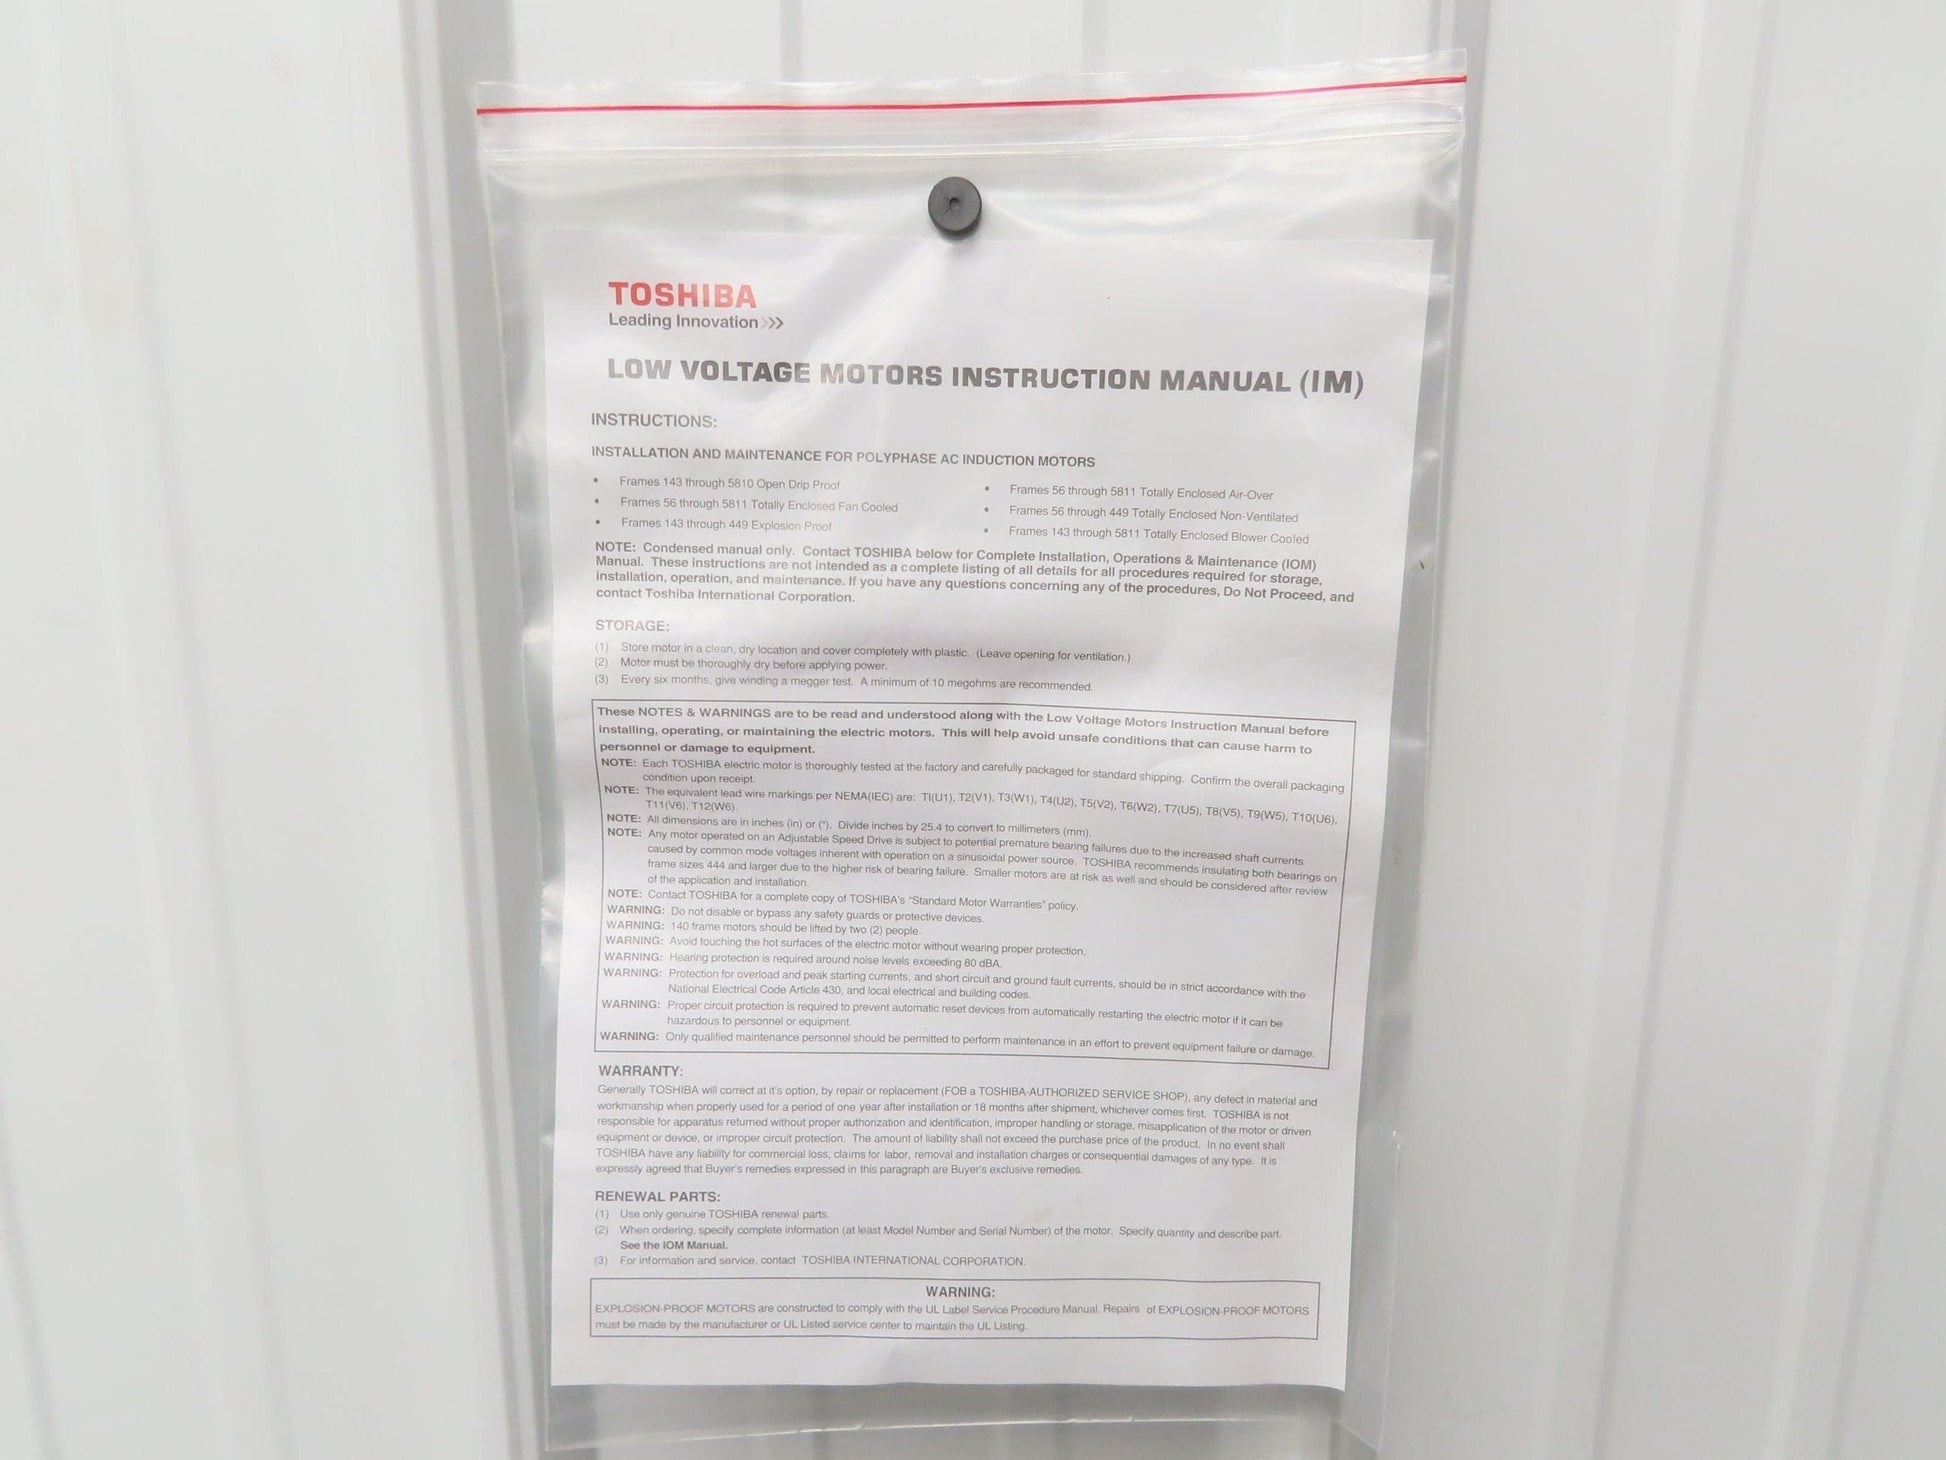 TOSHIBA
Leading Innovation >>>
LOW VOLTAGE MOTORS INSTRUCTION MANUAL (IM)
INSTRUCTIONS:
INSTALLATION AND MAINTENANCE FOR POLYPHASE AC INDUCTION MOTORS
• Frames 143 through 5810 Open Drip Proof
• Frames 56 through 5811 Totally Enclosed Fan Cooled
• Frames 143 through 449 Explosion Proof
• Frames 56 through 5811 Totally Enclosed Air-Over
• Frames 56 through 449 Totally Enclosed Non-Ventilated
• Frames 143 through 5811 Totally Enclosed Blower Cooled
NOTE: Condensed manual only. Contact TOSHIBA below for Complete Installation, Operations & Maintenance (IOM)
Manual. These instructions are not intended as a complete listing of all details for all procedures required for storage,
installation, operation, and maintenance. If you have any questions concerning any of the procedures, Do Not Proceed, and
contact Toshiba International Corporation.
STORAGE:
(1) Store motor in a clean, dry location and cover completely with plastic. (Leave opening for ventilation.)
(2) Motor must be thoroughly dry before applying power.
(3) Every six months, give winding a megger test. A minimum of 10 megohms are recommended.
These NOTES & WARNINGS are to be read and understood along with the Low Voltage Motors Instruction Manual before
installing, operating, or maintaining the electric motors. This will help avoid unsafe conditions that can cause harm to
personnel or damage to equipment.
NOTE: Each TOSHIBA electric motor is thoroughly tested at the factory and carefully packaged for standard shipping. Confirm the overall packaging
condition upon receipt.
NOTE: The equivalent lead wire markings per NEMA(IEC) are: TI(U1), T2(V1), T3(W1), T4(U2), T5(V2), T6(W2), T7(U5), T8(V5), T9(W5), T10(U6),
T11(V6), T12(W6).
NOTE: All dimensions are in inches (in) or ("). Divide inches by 25.4 to convert to millimeters (mm).
NOTE: Any motor operated on an Adjustable Speed Drive is subject to potential premature bearing failures due to the increased shaft currents
caused by common mode voltages inherent with operation on a sinusoidal power source. TOSHIBA recommends insulating both bearings on
frame sizes 444 and larger due to the higher risk of bearing failure. Smaller motors are at risk as well and should be considered after review
of the application and installation.
NOTE: Contact TOSHIBA for a complete copy of TOSHIBA's "Standard Motor Warranties" policy.
WARNING: Do not disable or bypass any safety guards or protective devices.
WARNING: 140 frame motors should be lifted by two (2) people.
WARNING: Avoid touching the hot surfaces of the electric motor without wearing proper protection.
WARNING: Hearing protection is required around noise levels exceeding 80 dBA.
WARNING: Protection for overload and peak starting currents, and short circuit and ground fault currents, should be in strict accordance with the
National Electrical Code Article 430, and local electrical and building codes.
WARNING: Proper circuit protection is required to prevent automatic reset devices from automatically restarting the electric motor if it can be
hazardous to personnel or equipment.
WARNING: Only qualified maintenance personnel should be permitted to perform maintenance in an effort to prevent equipment failure or damage.
WARRANTY:
Generally TOSHIBA will correct at it's option, by repair or replacement (FOB a TOSHIBA-AUTHORIZED SERVICE SHOP), any defect in material and
workmanship when properly used for a period of one year after installation or 18 months after shipment, whichever comes first. TOSHIBA is not
responsible for apparatus returned without proper authorization and identification, improper handling or storage, misapplication of the motor or driven
equipment or device, or improper circuit protection. The amount of liability shall not exceed the purchase price of the product. In no event shall
TOSHIBA have any liability for commercial loss, claims for labor, removal and installation charges or consequential damages of any type. It is
expressly agreed that Buyer's remedies expressed in this paragraph are Buyer's exclusive remedies.
RENEWAL PARTS:
(1) Use only genuine TOSHIBA renewal parts.
(2) When ordering, specify complete information (at least Model Number and Serial Number) of the motor. Specify quantity and describe part.
See the IOM Manual.
(3) For information and service, contact TOSHIBA INTERNATIONAL CORPORATION.
WARNING:
EXPLOSION-PROOF MOTORS are constructed to comply with the UL Label Service Procedure Manual. Repairs of EXPLOSION-PROOF MOTORS
must be made by the manufacturer or UL Listed service center to maintain the UL Listing.